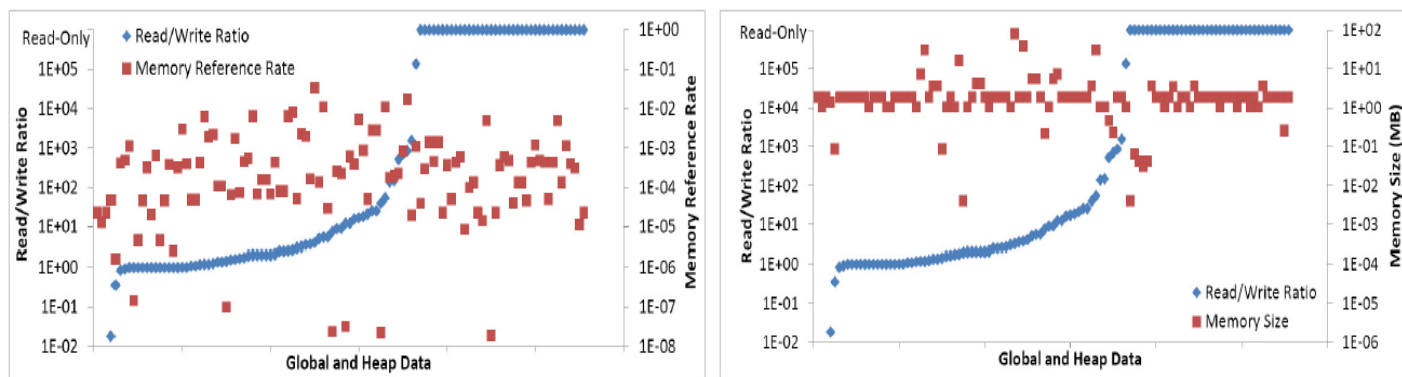 Read-Only
1E+05
1E+04
1E+03
1E+02
1E+01
1E+00
1E-01
1E-02
Read/Write Ratio
Read/Write Ratio
Memory Reference Rate
1E+00
1E-01
1E-02
1E-03
1E-04
1E-05
1E-06
1E-07
1E-08
Memory Reference Rate
Global and Heap Data
Read-Only
1E+05
1E+04
1E+03
1E+02
1E+01
1E+00
1E-01
1E-02
Read/Write Ratio
Read/Write Ratio
Memory Size
1E+02
1E+01
1E+00
1E-01
1E-02
1E-03
1E-04
1E-05
1E-06
Memory Size (MB)
Global and Heap Data